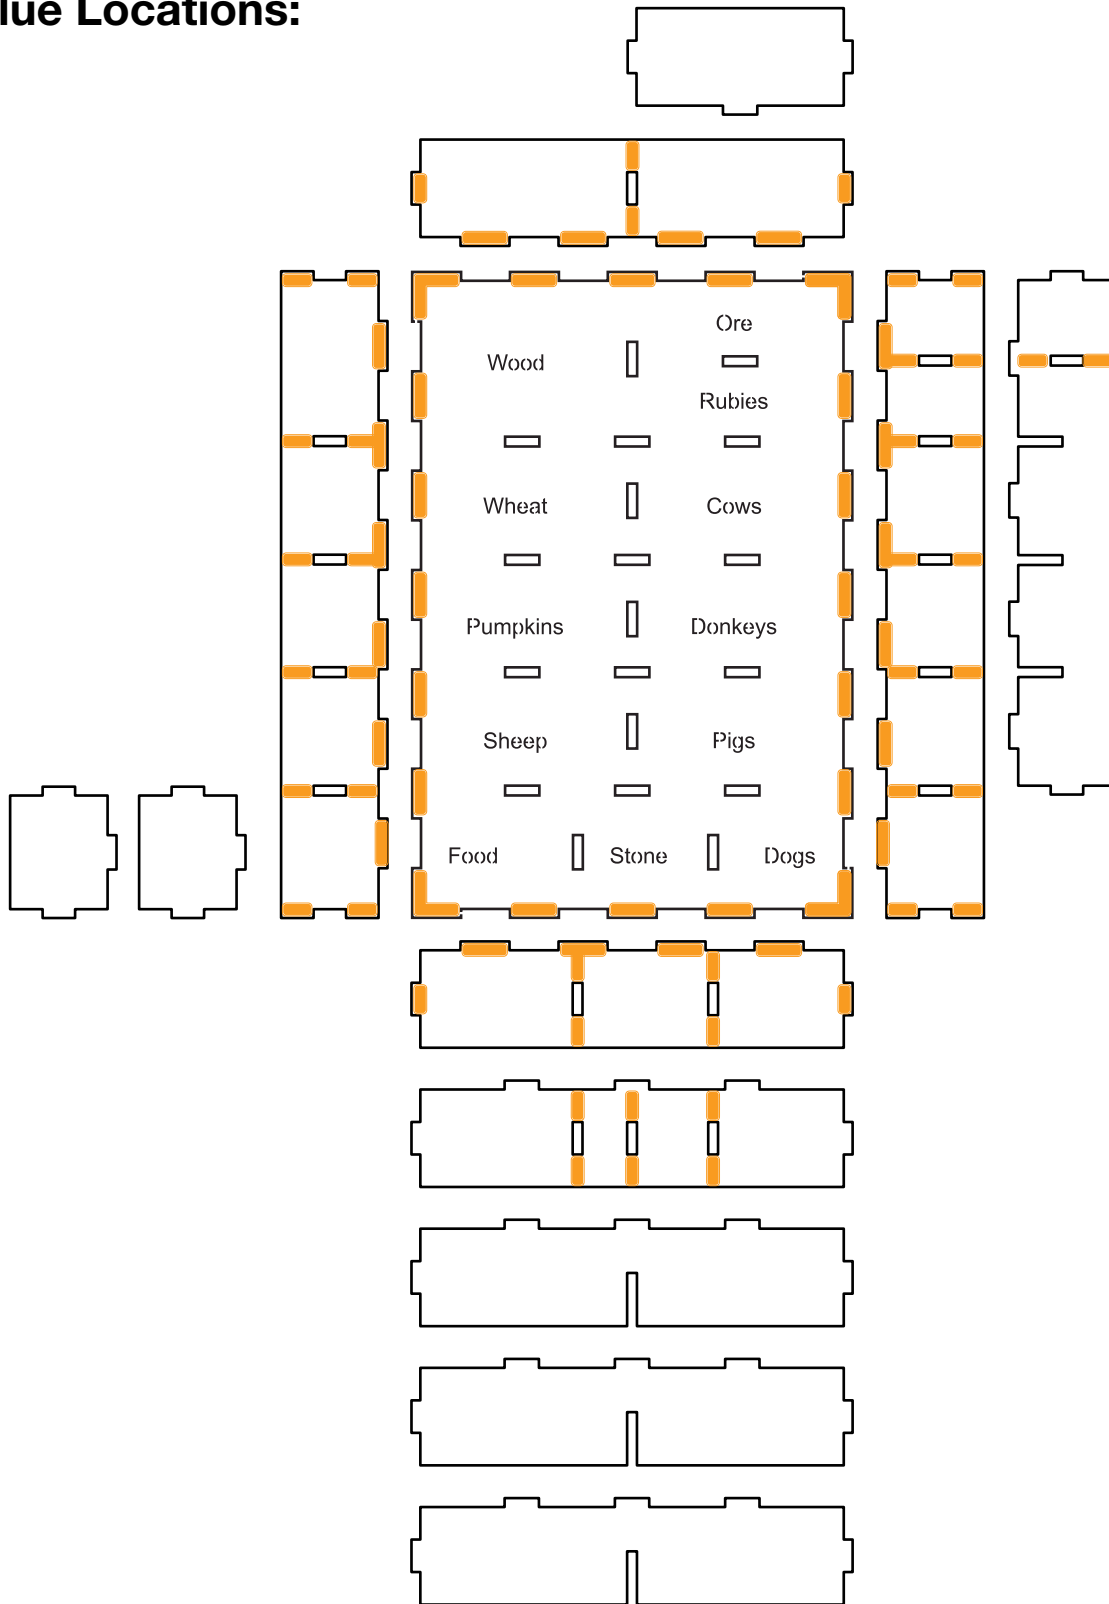 lue Locations:
Ore
Wood
Rubies
Wheat Cows
Pumpkins Donkeys
Sheep Pigs
Food Stone Dogs